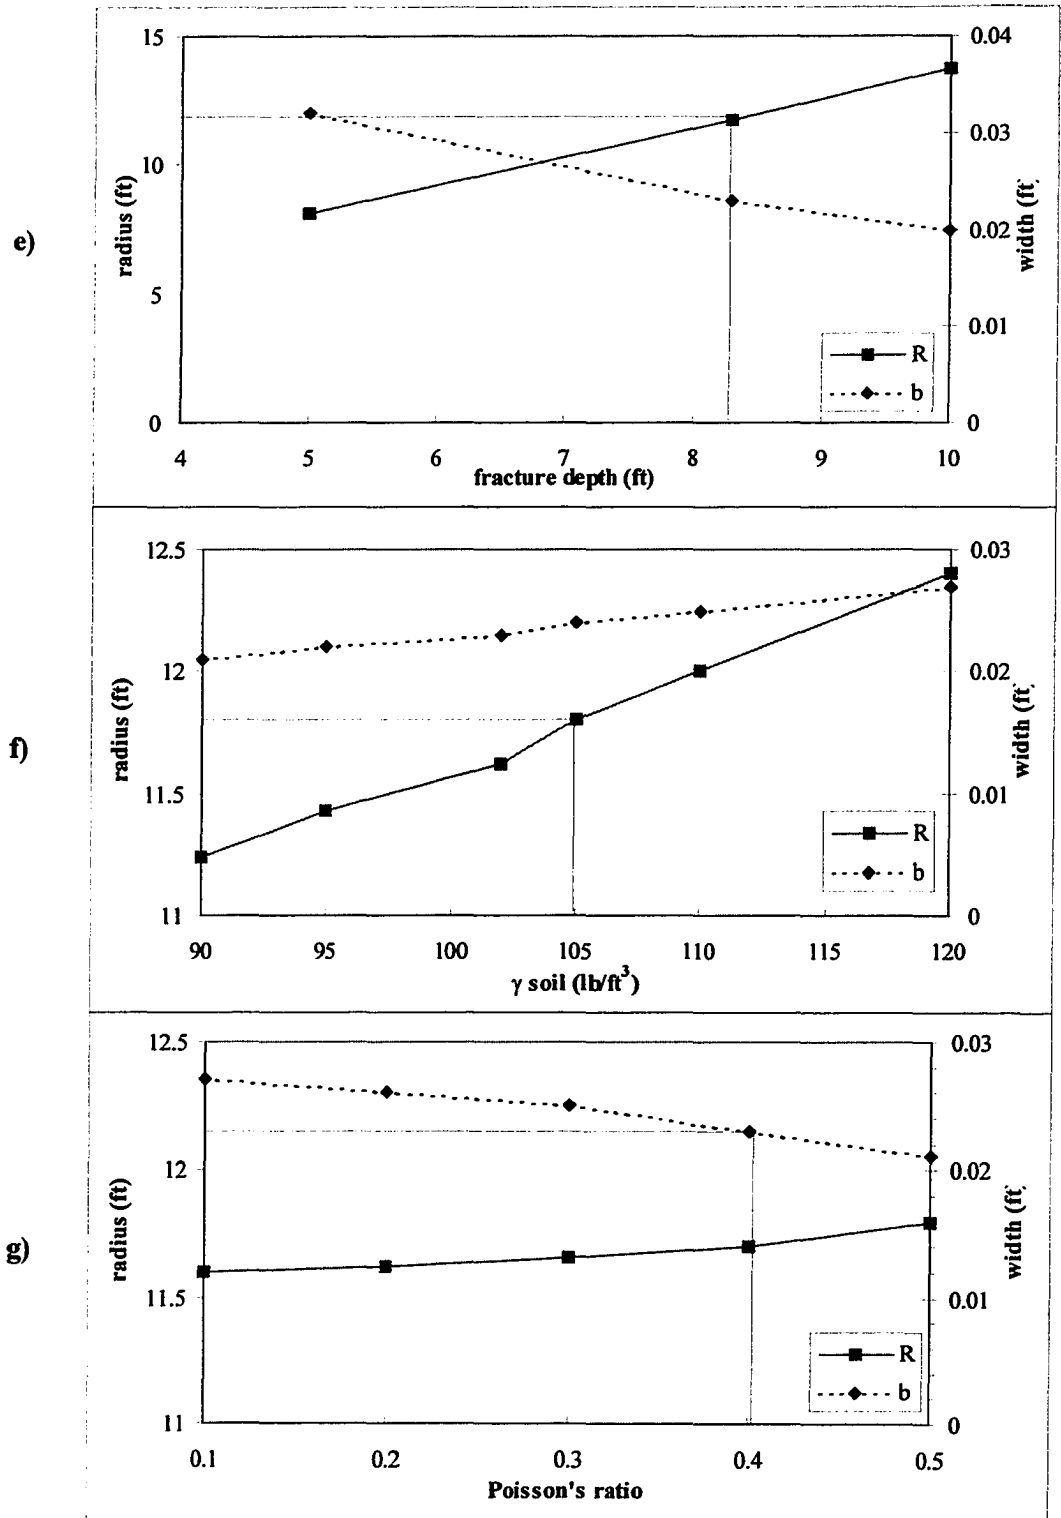 e)
15
10
5
0
radius (ft)
0.04
0.03
0.02
0.01
0
width (ft)
R
b
4 5 6 7 8 9 10
fracture depth (ft)
f)
12.5
12
11.5
11
radius (ft)
0.03
0.02
0.01
0
width (ft)
R
b
90 95 100 105 110 115 120
γ soil (lb/ft³)
g)
12.5
12
11.5
11
radius (ft)
0.03
0.02
0.01
0
width (ft)
R
b
0.1 0.2 0.3 0.4 0.5
Poisson's ratio